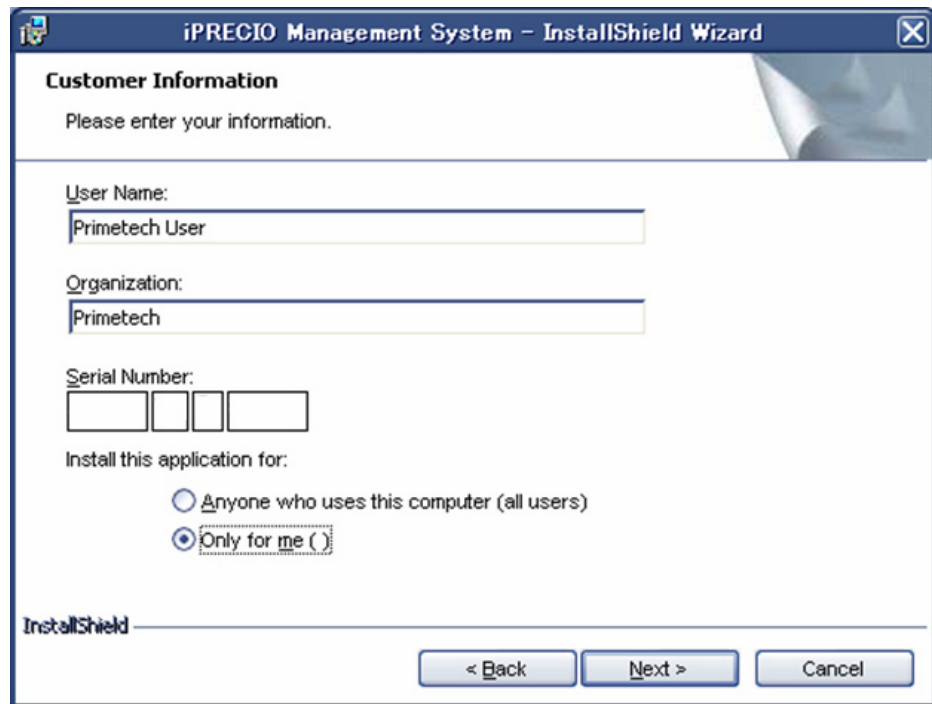 iPRECIO Management System - InstallShield Wizard
Customer Information
Please enter your information.
User Name:
Primetech User
Organization:
Primetech
Serial Number:
Install this application for:
Anyone who uses this computer (all users)
Only for me ( )
InstallShield
< Back Next > Cancel